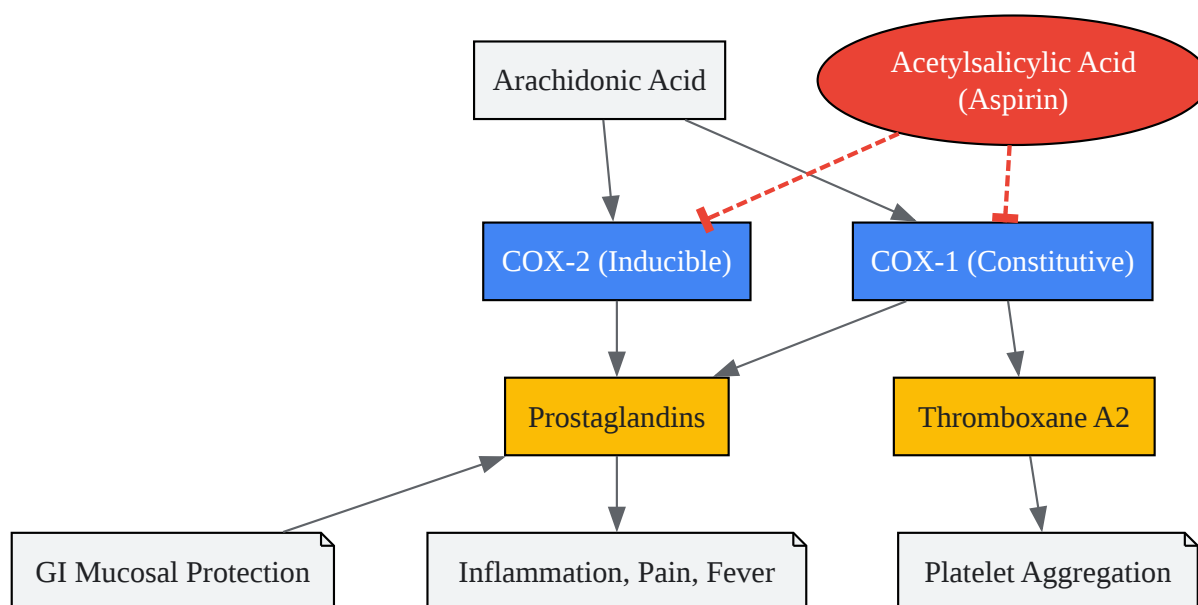 Arachidonic Acid
Acetylsalicylic Acid
(Aspirin)
COX-2 (Inducible)
COX-1 (Constitutive)
Prostaglandins
Thromboxane A2
GI Mucosal Protection
Inflammation, Pain, Fever
Platelet Aggregation